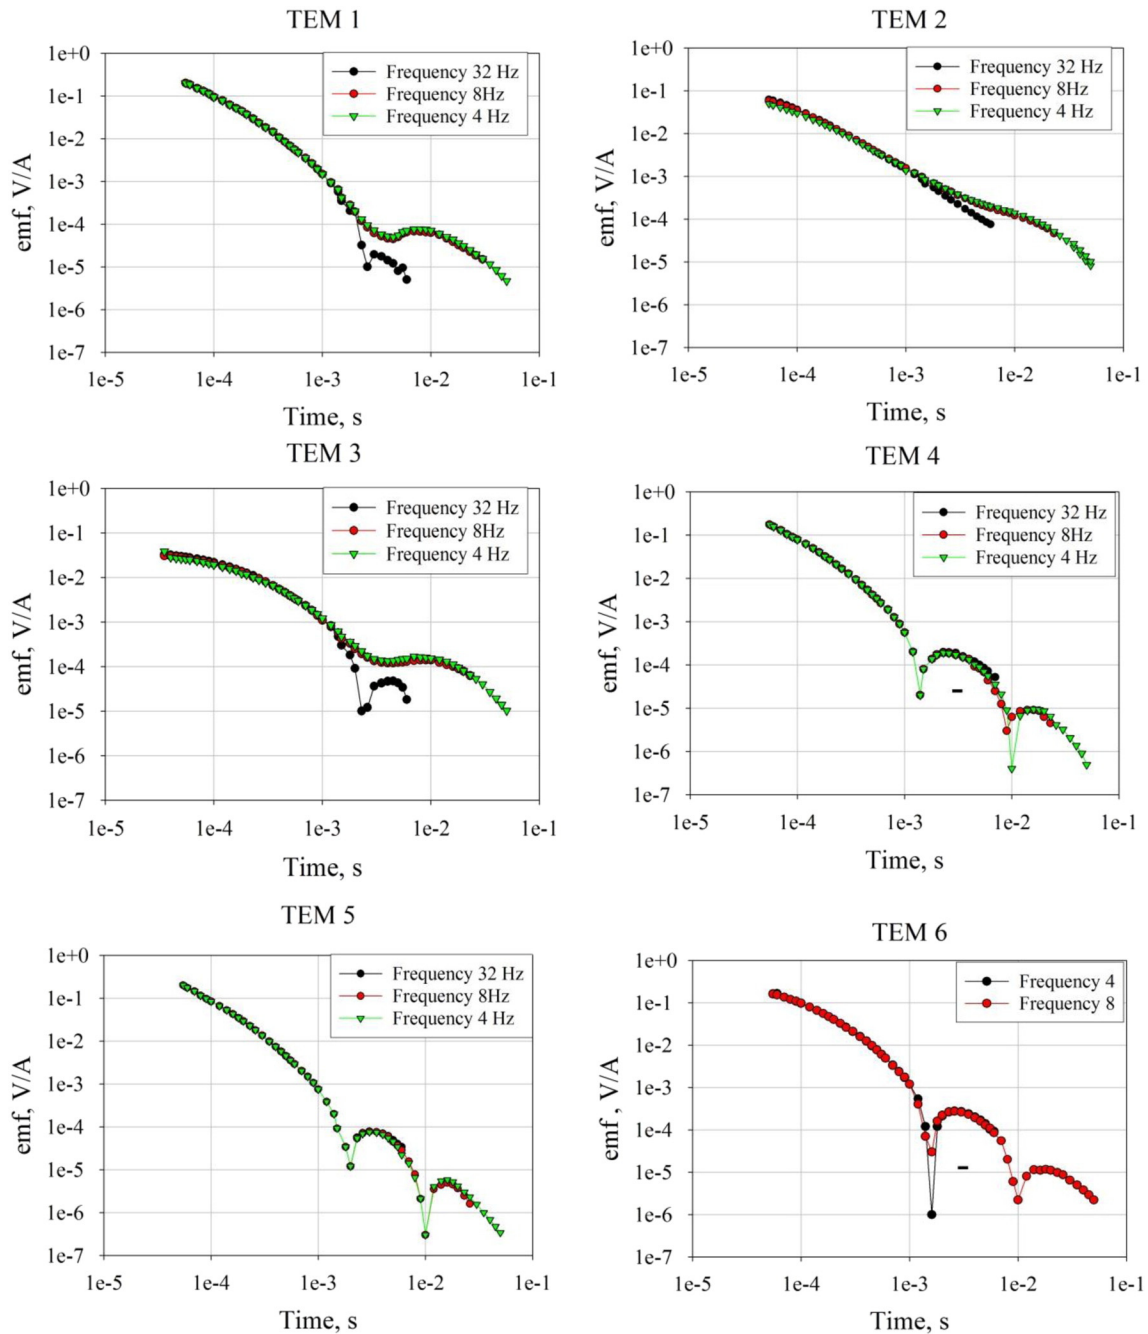 TEM 1
1e+0
1e-1
1e-2
1e-3
1e-4
1e-5
1e-6
1e-7
emf, V/A
Frequency 32 Hz
Frequency 8Hz
Frequency 4 Hz
1e-5 1e-4 1e-3 1e-2 1e-1
Time, s
TEM 2
1e+0
1e-1
1e-2
1e-3
1e-4
1e-5
1e-6
1e-7
emf, V/A
Frequency 32 Hz
Frequency 8Hz
Frequency 4 Hz
1e-5 1e-4 1e-3 1e-2 1e-1
Time, s
TEM 3
1e+0
1e-1
1e-2
1e-3
1e-4
1e-5
1e-6
1e-7
emf, V/A
Frequency 32 Hz
Frequency 8Hz
Frequency 4 Hz
1e-5 1e-4 1e-3 1e-2 1e-1
Time, s
TEM 4
1e+0
1e-1
1e-2
1e-3
1e-4
1e-5
1e-6
1e-7
emf, V/A
Frequency 32 Hz
Frequency 8Hz
Frequency 4 Hz
-
1e-5 1e-4 1e-3 1e-2 1e-1
Time, s
TEM 5
1e+0
1e-1
1e-2
1e-3
1e-4
1e-5
1e-6
1e-7
emf, V/A
Frequency 32 Hz
Frequency 8Hz
Frequency 4 Hz
1e-5 1e-4 1e-3 1e-2 1e-1
Time, s
TEM 6
1e+0
1e-1
1e-2
1e-3
1e-4
1e-5
1e-6
1e-7
emf , V/A
Frequency 4
Frequency 8
-
1e-5 1e-4 1e-3 1e-2 1e-1
Time, s